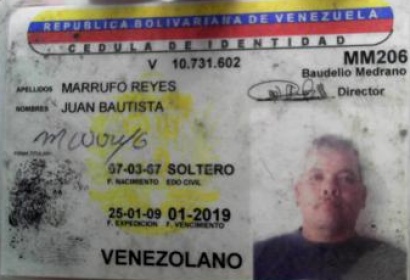 REPUBLICA BOLIVARIANA DE VENEZUELA
CEDULA DE IDENTIDAD
V 10.731.602
MM206
Baudelio Medrano
Director
APELLIDOS MARRUFO REYES
NOMBRES JUAN BAUTISTA
FIRMA TITULAR
07-03-67 SOLTERO
F. NACIMIENTO EDO CIVIL
25-01-09 01-2019
F. EXPEDICION F. VENCIMIENTO
VENEZOLANO